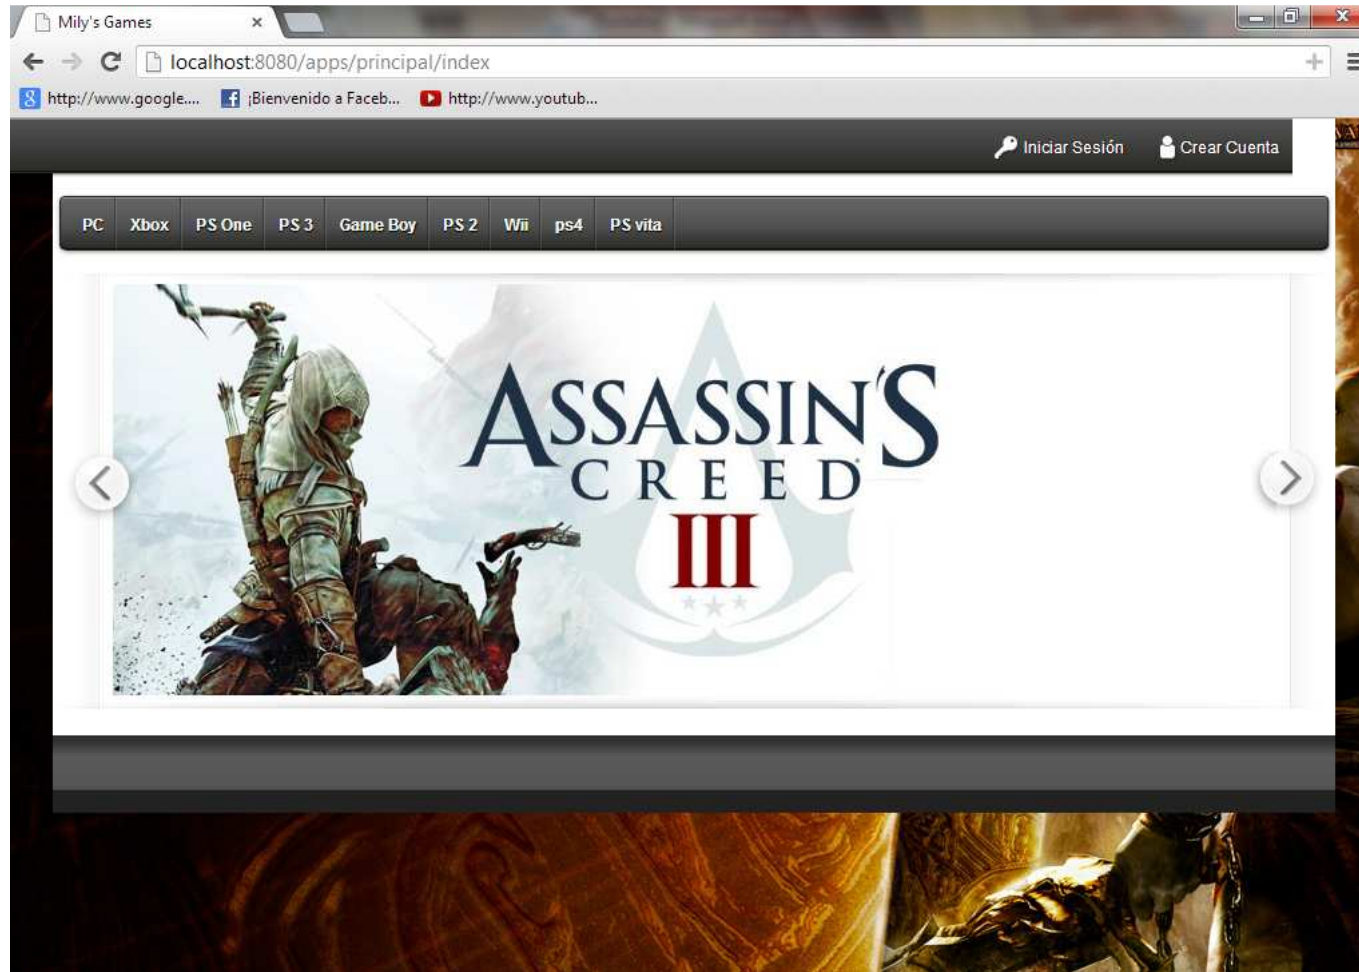 Mily's Games
localhost:8080/apps/principal/index
http://www.google.... ¡Bienvenido a Faceb... http://www.youtub...
Iniciar Sesión Crear Cuenta
PC Xbox PS One PS 3 Game Boy PS 2 Wii ps4 PS vita
ASSASSIN'S
CREED
III